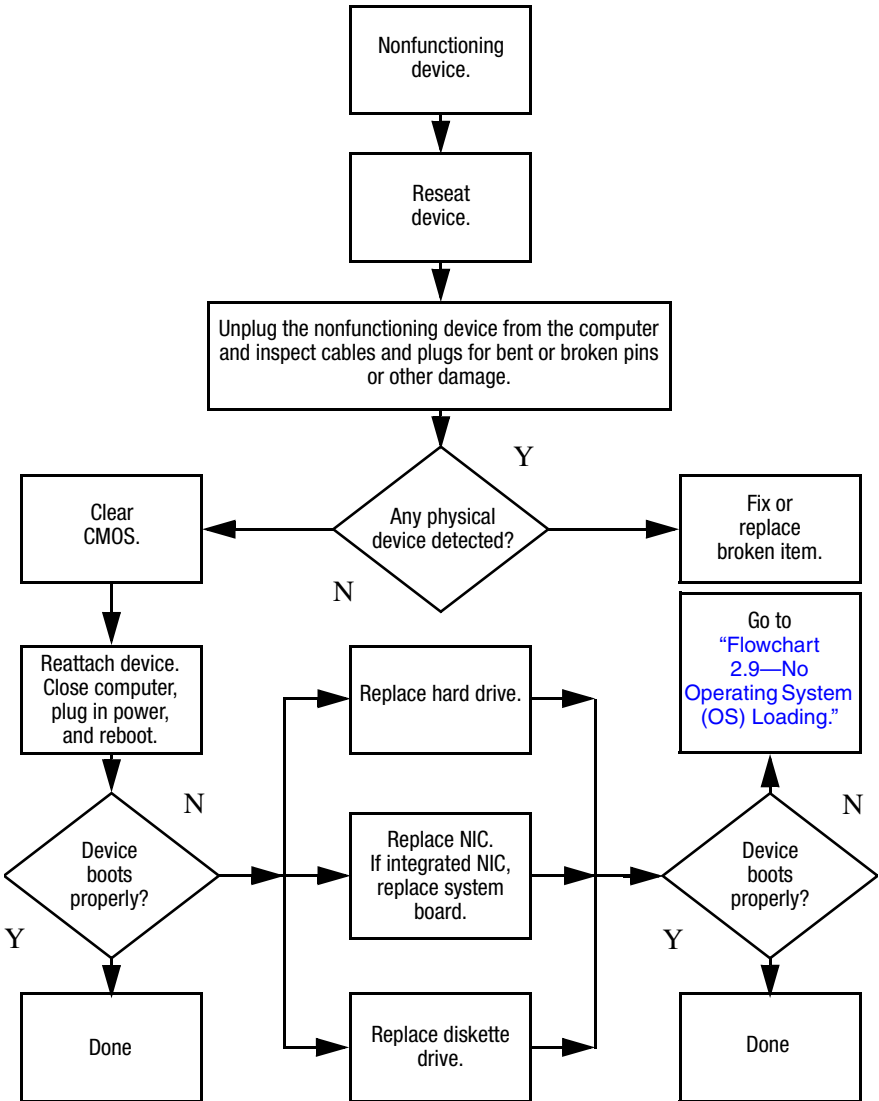 Nonfunctioning
device.
Reseat
device.
Unplug the nonfunctioning device from the computer
and inspect cables and plugs for bent or broken pins
or other damage.
Y
Any physical
device detected?
N
Clear
CMOS.
Fix or
replace
broken item.
Reattach device.
Close computer,
plug in power,
and reboot.
Go to
“Flowchart
2.9—No
Operating System
(OS) Loading.”
Replace hard drive.
N
Device
boots
properly?
Y
Replace NIC.
If integrated NIC,
replace system
board.
N
Device
boots
properly?
Y
Done
Replace diskette
drive.
Done